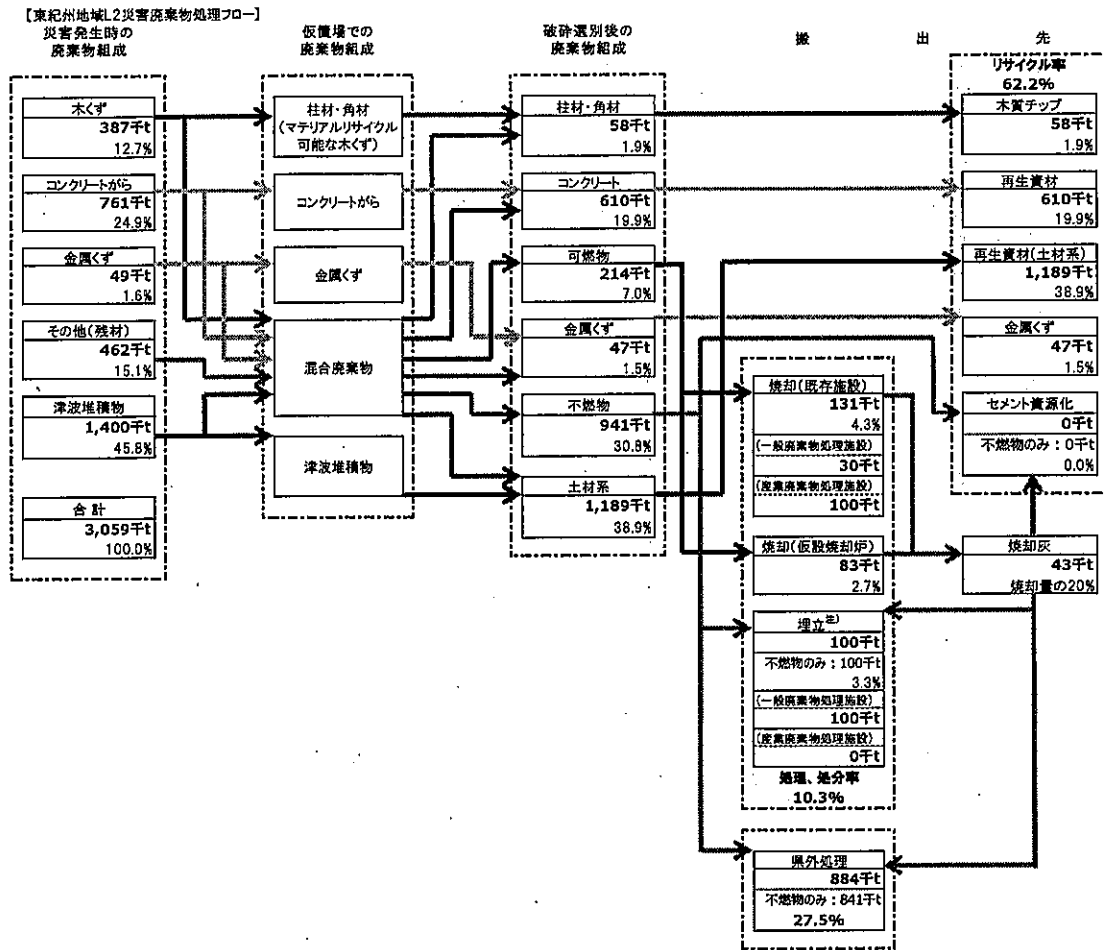 【東紀州地域L2災害廃棄物処理フロー】
災害発生時の
廃棄物組成
木くず
387千t
12.7%
コンクリートがら
761千t
24.9%
金属くず
49千t
1.6%
その他(残材)
462千t
15.1%
津波堆積物
1,400千t
45.8%
合計
3,059千t
100.0%
仮置場での
廃棄物組成
柱材・角材
(マテリアルリサイクル
可能な木くず)
コンクリートがら
金属くず
混合廃棄物
津波堆積物
破砕選別後の
廃棄物組成
柱材・角材
58千t
1.9%
コンクリート
610千t
19.9%
可燃物
214千t
7.0%
金属くず
47千t
1.5%
不燃物
941千t
30.8%
土材系
1,189千t
38.9%
搬 出 先
焼却(既存施設)
131千t
4.3%
(一般廃棄物処理施設)
30千t
(産業廃棄物処理施設)
100千t
焼却(仮設焼却炉)
83千t
2.7%
埋立注)
100千t
不燃物のみ:100千t
3.3%
(一般廃棄物処理施設)
100千t
(産業廃棄物処理施設)
0千t
処理、処分率
10.3%
県外処理
884千t
不燃物のみ:841千t
27.5%
リサイクル率
62.2%
木質チップ
58千t
1.9%
再生資材
610千t
19.9%
再生資材(土材系)
1,189千t
38.9%
金属くず
47千t
1.5%
セメント資源化
0千t
不燃物のみ:0千t
0.0%
焼却灰
43千t
焼却量の20%